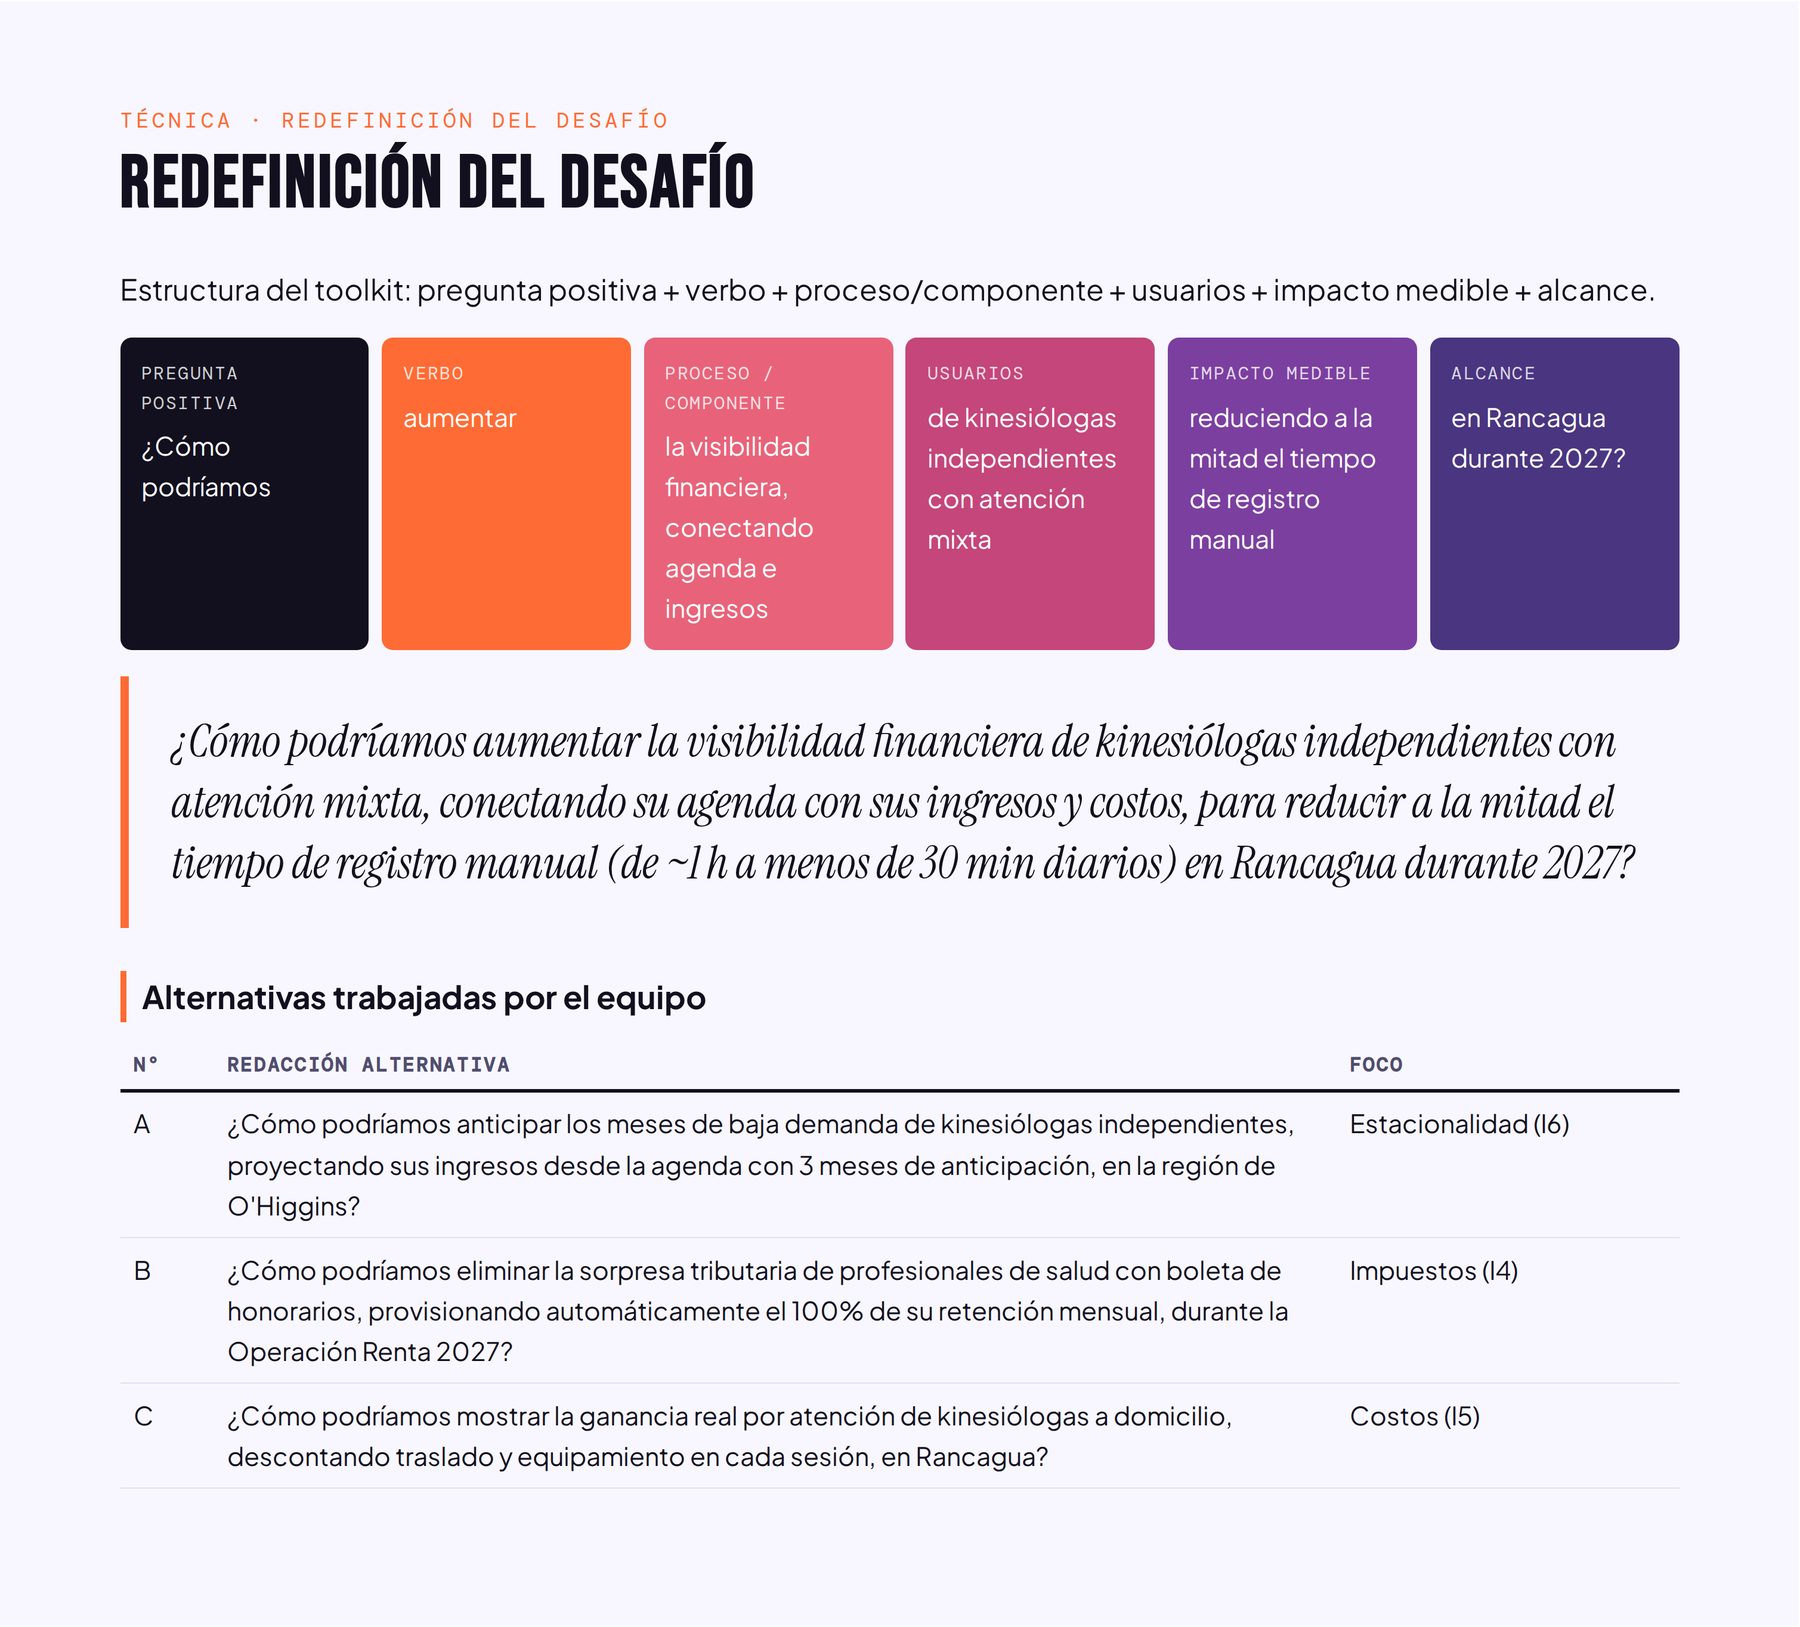 TÉCNICA · REDEFINICIÓN DEL DESAFÍO
REDEFINICIÓN DEL DESAFÍO
Estructura del toolkit: pregunta positiva + verbo + proceso/componente + usuarios + impacto medible + alcance.
PREGUNTA
POSITIVA
¿Cómo
podríamos
VERBO
aumentar
PROCESO /
COMPONENTE
la visibilidad
financiera,
conectando
agenda e
ingresos
USUARIOS
de kinesiólogas
independientes
con atención
mixta
IMPACTO MEDIBLE
reduciendo a la
mitad el tiempo
de registro
manual
ALCANCE
en Rancagua
durante 2027?
¿Cómo podríamos aumentar la visibilidad financiera de kinesiólogas independientes con
atención mixta, conectando su agenda con sus ingresos y costos, para reducir a la mitad el
tiempo de registro manual (de ~1 h a menos de 30 min diarios) en Rancagua durante 2027?
Alternativas trabajadas por el equipo
N° REDACCIÓN ALTERNATIVA FOCO
A ¿Cómo podríamos anticipar los meses de baja demanda de kinesiólogas independientes, Estacionalidad (I6)
proyectando sus ingresos desde la agenda con 3 meses de anticipación, en la región de
O'Higgins?
B ¿Cómo podríamos eliminar la sorpresa tributaria de profesionales de salud con boleta de Impuestos (I4)
honorarios, provisionando automáticamente el 100% de su retención mensual, durante la
Operación Renta 2027?
C ¿Cómo podríamos mostrar la ganancia real por atención de kinesiólogas a domicilio, Costos (I5)
descontando traslado y equipamiento en cada sesión, en Rancagua?